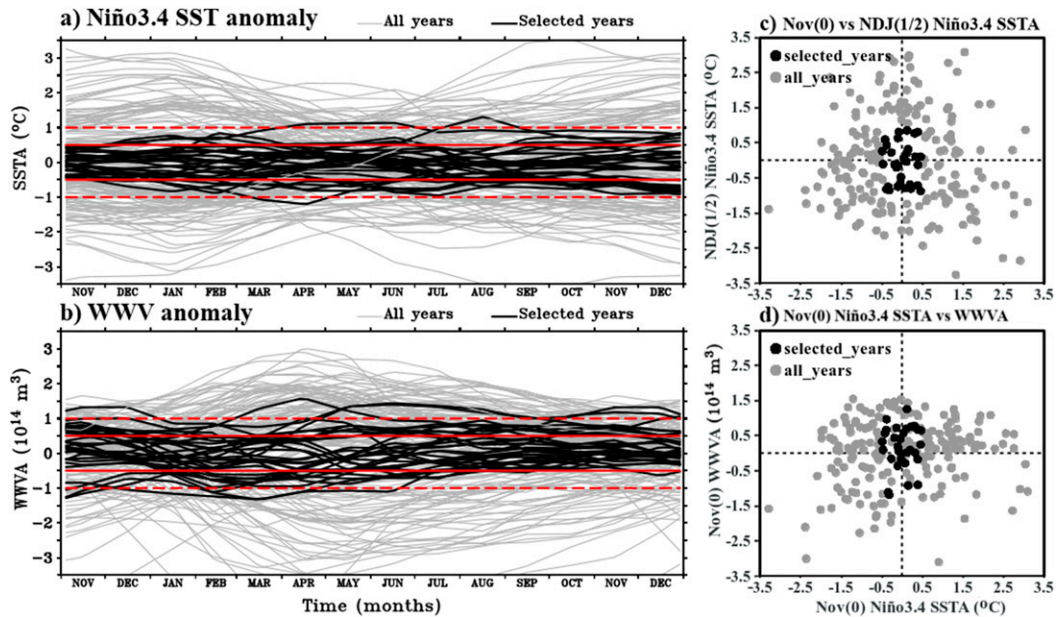 a) Niño3.4 SST anomaly
All years
Selected years
SSTA (ºC)
3
2
1
0
-1
-2
-3
NOV DEC JAN FEB MAR APR MAY JUN JUL AUG SEP OCT NOV DEC
b) WWV anomaly
All years
Selected years
WWVA (10¹⁴ m³)
3
2
1
0
-1
-2
-3
NOV DEC JAN FEB MAR APR MAY JUN JUL AUG SEP OCT NOV DEC
Time (months)
c) Nov(0) vs NDJ(1/2) Niño3.4 SSTA
selected_years
all_years
NDJ(1/2) Niño3.4 SSTA (ºC)
3.5
2.5
1.5
0.5
-0.5
-1.5
-2.5
-3.5
-3.5 -2.5 -1.5 -0.5 0.5 1.5 2.5 3.5
d) Nov(0) Niño3.4 SSTA vs WWVA
selected_years
all_years
Nov(0) WWVA (10¹⁴ m³)
3.5
2.5
1.5
0.5
-0.5
-1.5
-2.5
-3.5
-3.5 -2.5 -1.5 -0.5 0.5 1.5 2.5 3.5
Nov(0) Niño3.4 SSTA (ºC)